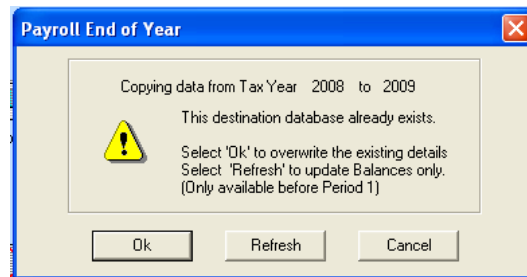 Payroll End of Year
Copying data from Tax Year 2008 to 2009
This destination database already exists.
Select 'Ok' to overwrite the existing details
Select 'Refresh' to update Balances only.
(Only available before Period 1)
Ok Refresh Cancel